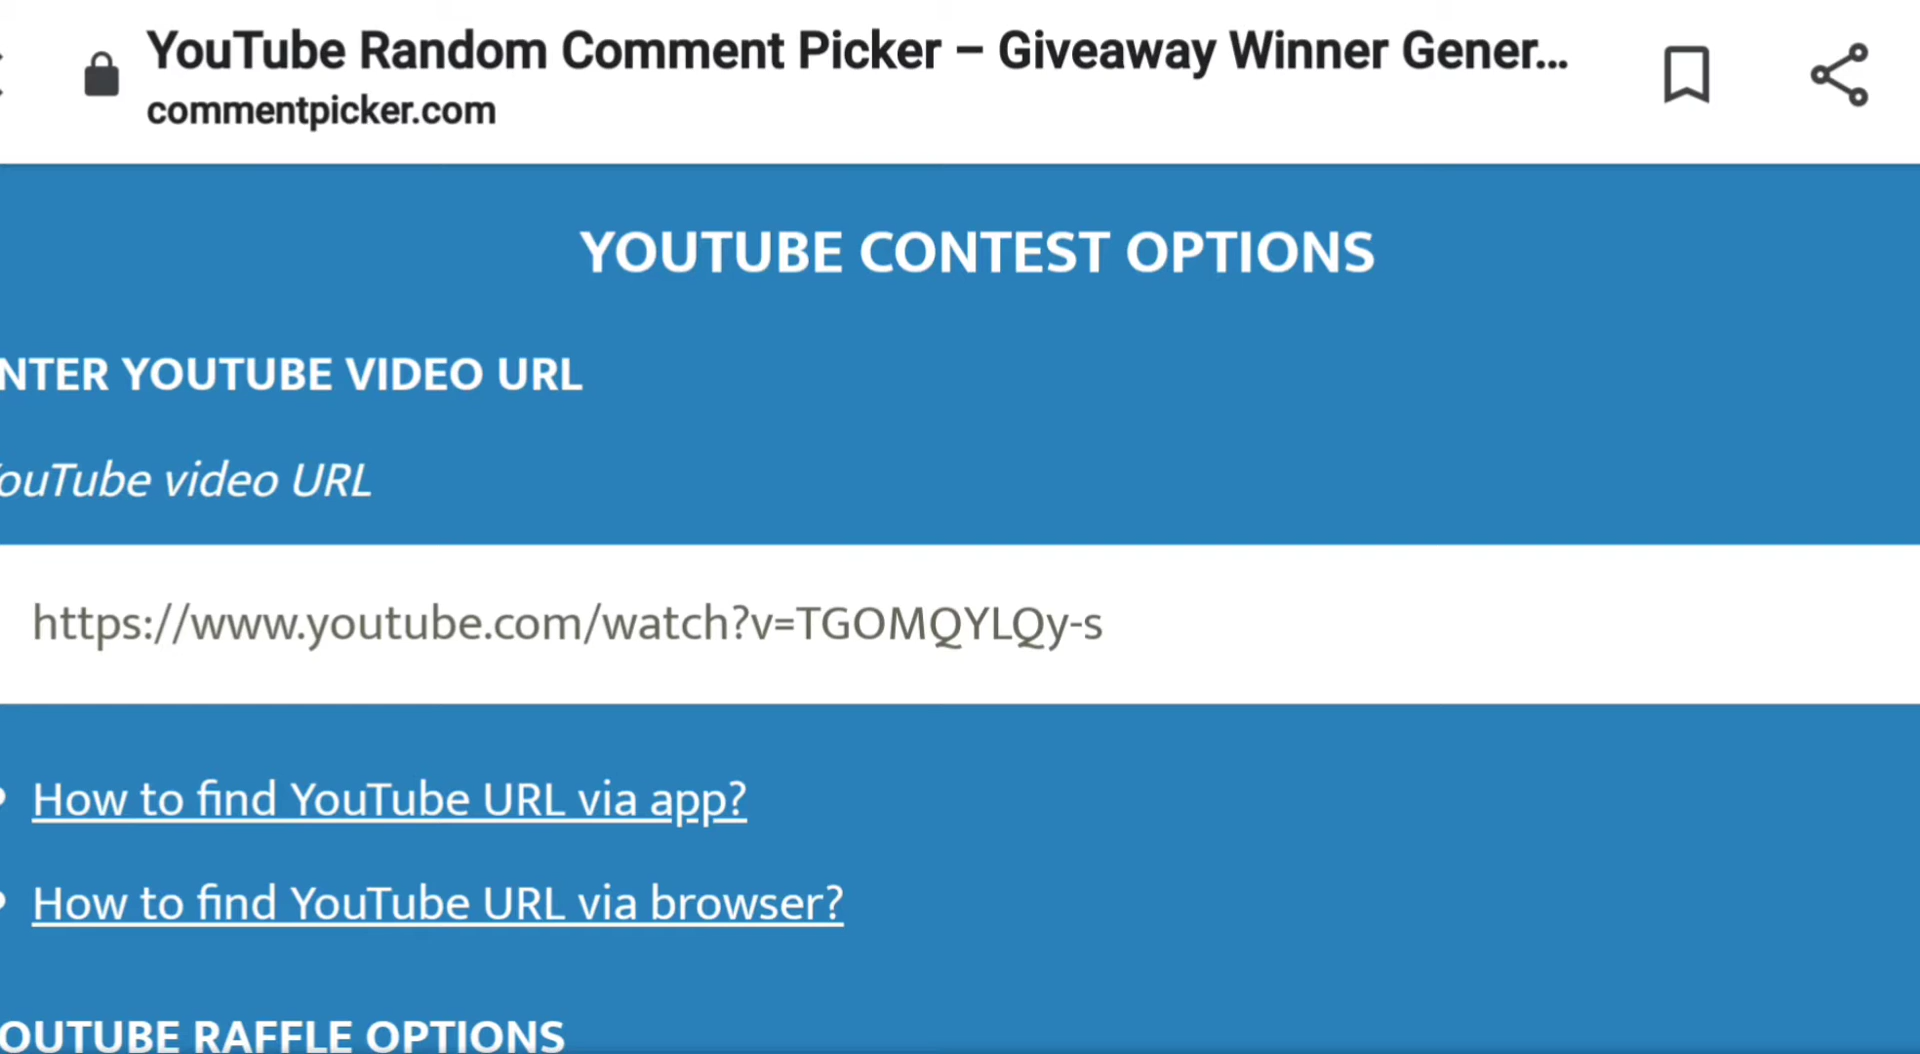 YouTube Random Comment Picker – Giveaway Winner Gener...
commentpicker.com
YOUTUBE CONTEST OPTIONS
NTER YOUTUBE VIDEO URL
ouTube video URL
https://www.youtube.com/watch?v=TGOMQYLQy-s
How to find YouTube URL via app?
How to find YouTube URL via browser?
OUTUBE RAFFLE OPTIONS